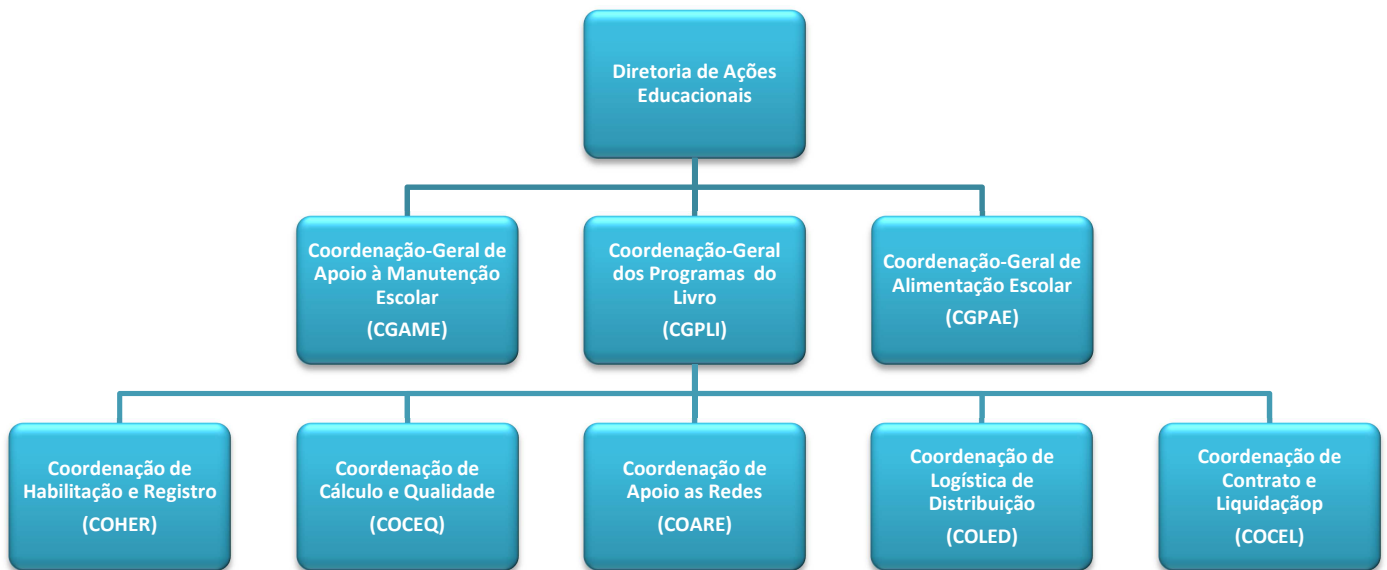 Diretoria de Ações
Educacionais
Coordenação-Geral de
Apoio à Manutenção
Escolar
(CGAME)
Coordenação-Geral
dos Programas do
Livro
(CGPLI)
Coordenação-Geral de
Alimentação Escolar
(CGPAE)
Coordenação de
Habilitação e Registro
(COHER)
Coordenação de
Cálculo e Qualidade
(COCEQ)
Coordenação de
Apoio as Redes
(COARE)
Coordenação de
Logística de
Distribuição
(COLED)
Coordenação de
Contrato e
Liquidaçãop
(COCEL)